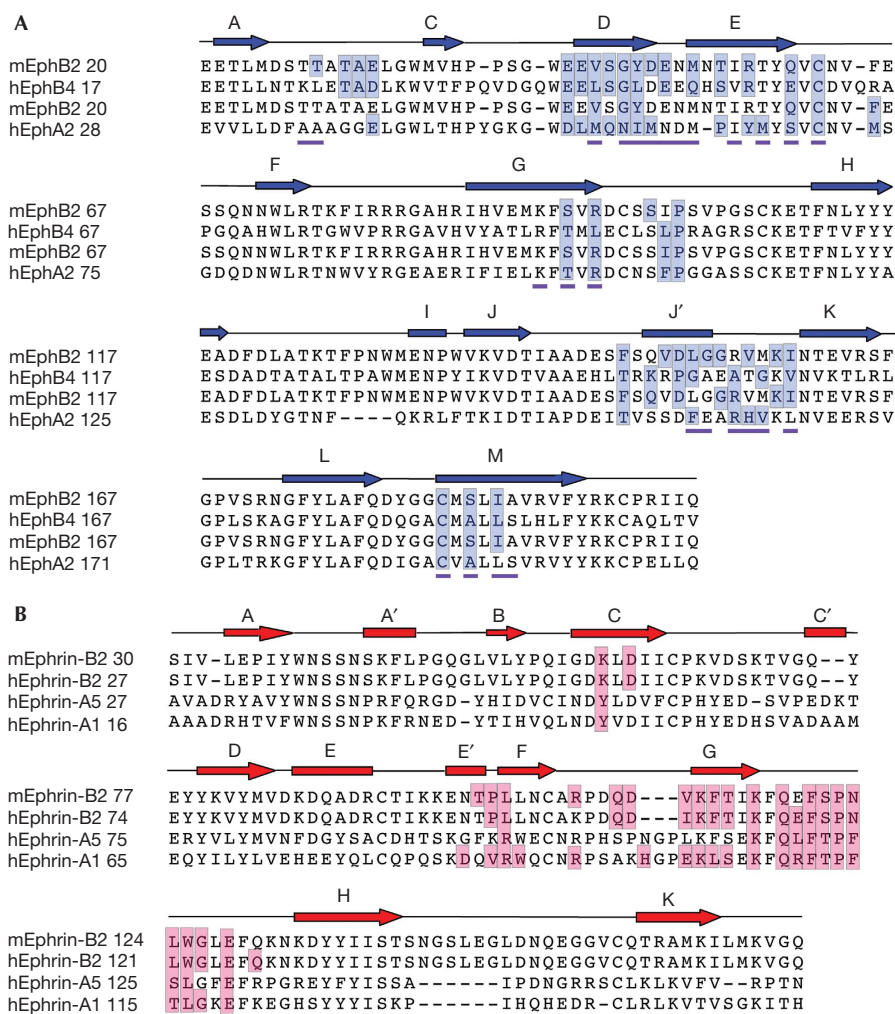 A
A C D E
mEphB2 20 EETLMDSTTATAELGWMVHP-PSGW-EEVSGYDENMNTIRTYQVCNV-FE
hEphB4 17 EETLLNTKLETADLKWVTFPQVDGQWEELSGLDEEQHSVRTYEVCDVQRA
mEphB2 20 EETLMDSTTATAELGWMVHP-PSGW-EEVSGYDENMNTIRTYQVCNV-FE
hEphA2 28 EVVLLDFAAAGGELGWLTHPYGKG-W-DLMQNIMNDM-PIYMYSVCNV-MS
F G H
mEphB2 67 SSQNNWLRTKFIRRRGAHRIHVEMKFSVRDCSSIPSVPGSCKETFNLYYY
hEphB4 67 PGQAHWLRTGWVPRRGAVHVYATLRFTMLECLSLPRAGRSCKETFTVFYY
mEphB2 67 SSQNNWLRTKFIRRRGAHRIHVEMKFSVRDCSSIPSVPGSCKETFNLYYY
hEphA2 75 GDQDNWLRTNWVYRGEAERIFIELKFTVRDCNSFPGGASSCKETFNLYYA
I J J′ K
mEphB2 117 EADFDLATKTFPNWMENPWVKVDTIAADESFSQVDLGGRVMKINTEVRSF
hEphB4 117 ESDADTATALTPAWMENPYIKVDTVAAEHLTRKRPGAEATGKVNVKTLRL
mEphB2 117 EADFDLATKTFPNWMENPWVKVDTIAADESFSQVDLGGRVMKINTEVRSF
hEphA2 125 ESDLDYGTNF----QKRLFTKIDTIAPDEITVSSDFEARHVKLNVEERSV
L M
mEphB2 167 GPVSRNGFYLAFQDYGGCMSLIAVRVFYRKCPRIIQ
hEphB4 167 GPLSKAGFYLAFQDQGACMALLSLHLFYKKCAQLTV
mEphB2 167 GPVSRNGFYLAFQDYGGCMSLIAVRVFYRKCPRIIQ
hEphA2 171 GPLTRKGFYLAFQDIGACVALLSVRVYYKKCPELLQ
B
A A′ B C C′
mEphrin-B2 30 SIV-LEPIYWNSSNSKFLPGQGLVLYPQIGDKLDIICPKVDSKTVGQ--Y
hEphrin-B2 27 SIV-LEPIYWNSSNSKFLPGQGLVLYPQIGDKLDIICPKVDSKTVGQ--Y
hEphrin-A5 27 AVADRYAVYWNSSNPRFQRGD-YHIDVCINDYLDVFCPHYED-SVPEDKT
hEphrin-A1 16 AAADRHTVFWNSSNPKFRNED-YTIHVQLNDYVDIICPHYEDHSVADAAM
D E E′ F G
mEphrin-B2 77 EYYKVYMVDKDQADRCTIKKENTPLLNCARPDQD---VKFTIKFQEFSPN
hEphrin-B2 74 EYYKVYMVDKDQADRCTIKKENTPLLNCAKPDQD---IKFTIKFQEFSPN
hEphrin-A5 75 ERYVLYMVNFDGYSACDHTSKGFKRWECNRPHSPNGPLKFSEKFQLFTPF
hEphrin-A1 65 EQYILYLVEHEEYQLCQPQSKDQVRWQCNRPSAKHGPEKLSEKFQRFTPF
H K
mEphrin-B2 124 LWGLEFQKNKDYYIISTSNGSLEGLDNQEGGVCQTRAMKILMKVGQ
hEphrin-B2 121 LWGLEFQKNKDYYIISTSNGSLEGLDNQEGGVCQTRAMKILMKVGQ
hEphrin-A5 125 SLGFEFRPGREYFYISSA------IPDNGRRSCLKLKVFV--RPTN
hEphrin-A1 115 TLGKEFKEGHSYYYISKP------IHQHEDR-CLRLKVTVSGKITH